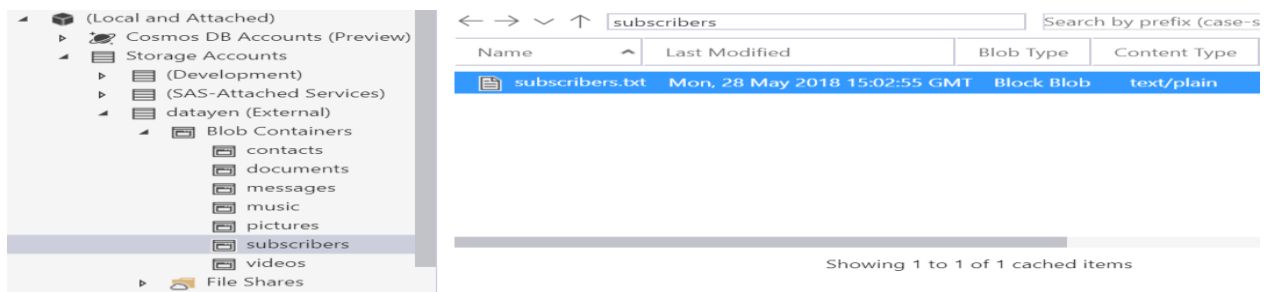 (Local and Attached)
Cosmos DB Accounts (Preview)
Storage Accounts
(Development)
(SAS-Attached Services)
datayen (External)
Blob Containers
contacts
documents
messages
music
pictures
subscribers
videos
File Shares
subscribers
Search by prefix (case-s
Name Last Modified Blob Type Content Type
subscribers.txt Mon, 28 May 2018 15:02:55 GMT Block Blob text/plain
Showing 1 to 1 of 1 cached items